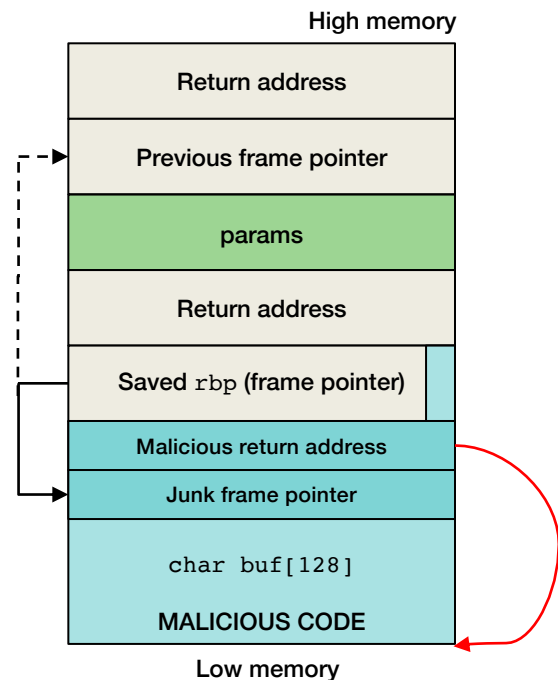 High memory
Return address
Previous frame pointer
params
Return address
Saved rbp (frame pointer)
Malicious return address
Junk frame pointer
char buf[128]
MALICIOUS CODE
Low memory